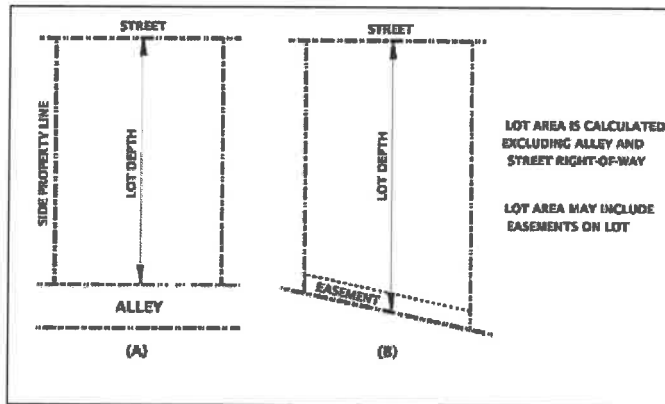 STREET
SIDE PROPERTY LINE
LOT DEPTH
ALLEY
(A)
STREET
LOT DEPTH
EASEMENT
(B)
LOT AREA IS CALCULATED
EXCLUDING ALLEY AND
STREET RIGHT-OF-WAY
LOT AREA MAY INCLUDE
EASEMENTS ON LOT